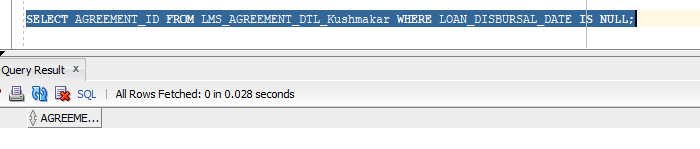 SELECT AGREEMENT_ID FROM LMS_AGREEMENT_DTL_Kushmakar WHERE LOAN_DISBURSAL_DATE IS NULL;
Query Result x
SQL | All Rows Fetched: 0 in 0.028 seconds
AGREEME...